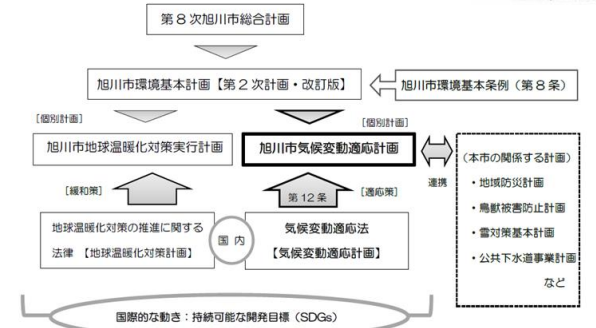 第8次旭川市総合計画
旭川市環境基本計画【第2次計画・改訂版】
旭川市環境基本条例(第8条)
[個別計画]
[個別計画]
旭川市地球温暖化対策実行計画
旭川市気候変動適応計画
連携
(本市の関係する計画)
・地域防災計画
・鳥獣被害防止計画
・雪対策基本計画
・公共下水道事業計画
など
[緩和策]
第12条
[適応策]
地球温暖化対策の推進に関する
法律 【地球温暖化対策計画】
国 内
気候変動適応法
【気候変動適応計画】
国際的な動き:持続可能な開発目標(SDGs)